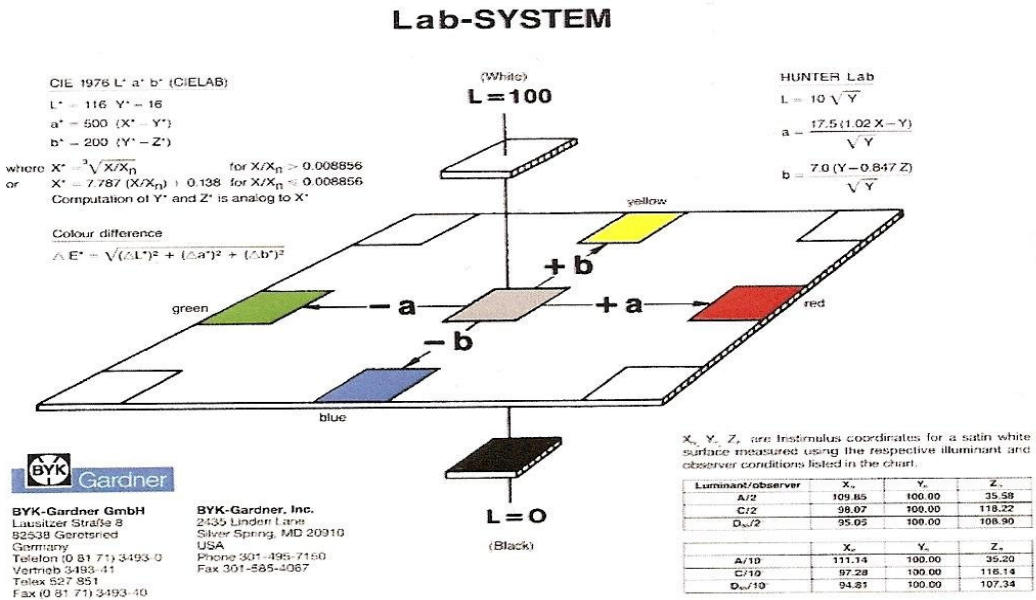 Lab-SYSTEM
CIE 1976 L* a* b* (CIELAB)
L* = 116 Y* - 16
a* = 500 (X* - Y*)
b* = 200 (Y* - Z*)
where X* = ³√X/Xn for X/Xn > 0.008856
or X* = 7.787 (X/Xn) + 0.138 for X/Xn ≤ 0.008856
Computation of Y* and Z* is analog to X*
Colour difference
△ E* = √(△L*)² + (△a*)² + (△b*)²
(White)
L=100
HUNTER Lab
L = 10 √Y
a = 17.5 (1.02 X - Y) / √Y
b = 7.0 (Y - 0.847 Z) / √Y
yellow
+ b
green
- a
+ a
red
- b
blue
L=O
(Black)
BYK
Gardner
BYK-Gardner GmbH
Lausitzer Straße 8
82538 Geretsried
Germany
Telefon (0 81 71) 3493-0
Vertrieb 3493-41
Telex 527 851
Fax (0 81 71) 3493-40
BYK-Gardner, Inc.
2435 Linden Lane
Silver Spring, MD 20910
USA
Phone 301-495-7150
Fax 301-585-4067
Xn, Yn, Zn are tristimulus coordinates for a satin white
surface measured using the respective illuminant and
observer conditions listed in the chart.
Luminant/observer Xn Yn Zn
A/2 109.85 100.00 35.58
C/2 98.07 100.00 118.22
D65/2 95.05 100.00 108.90
Xn Yn Zn
A/10 111.14 100.00 35.20
C/10 97.28 100.00 116.14
D65/10 94.81 100.00 107.34